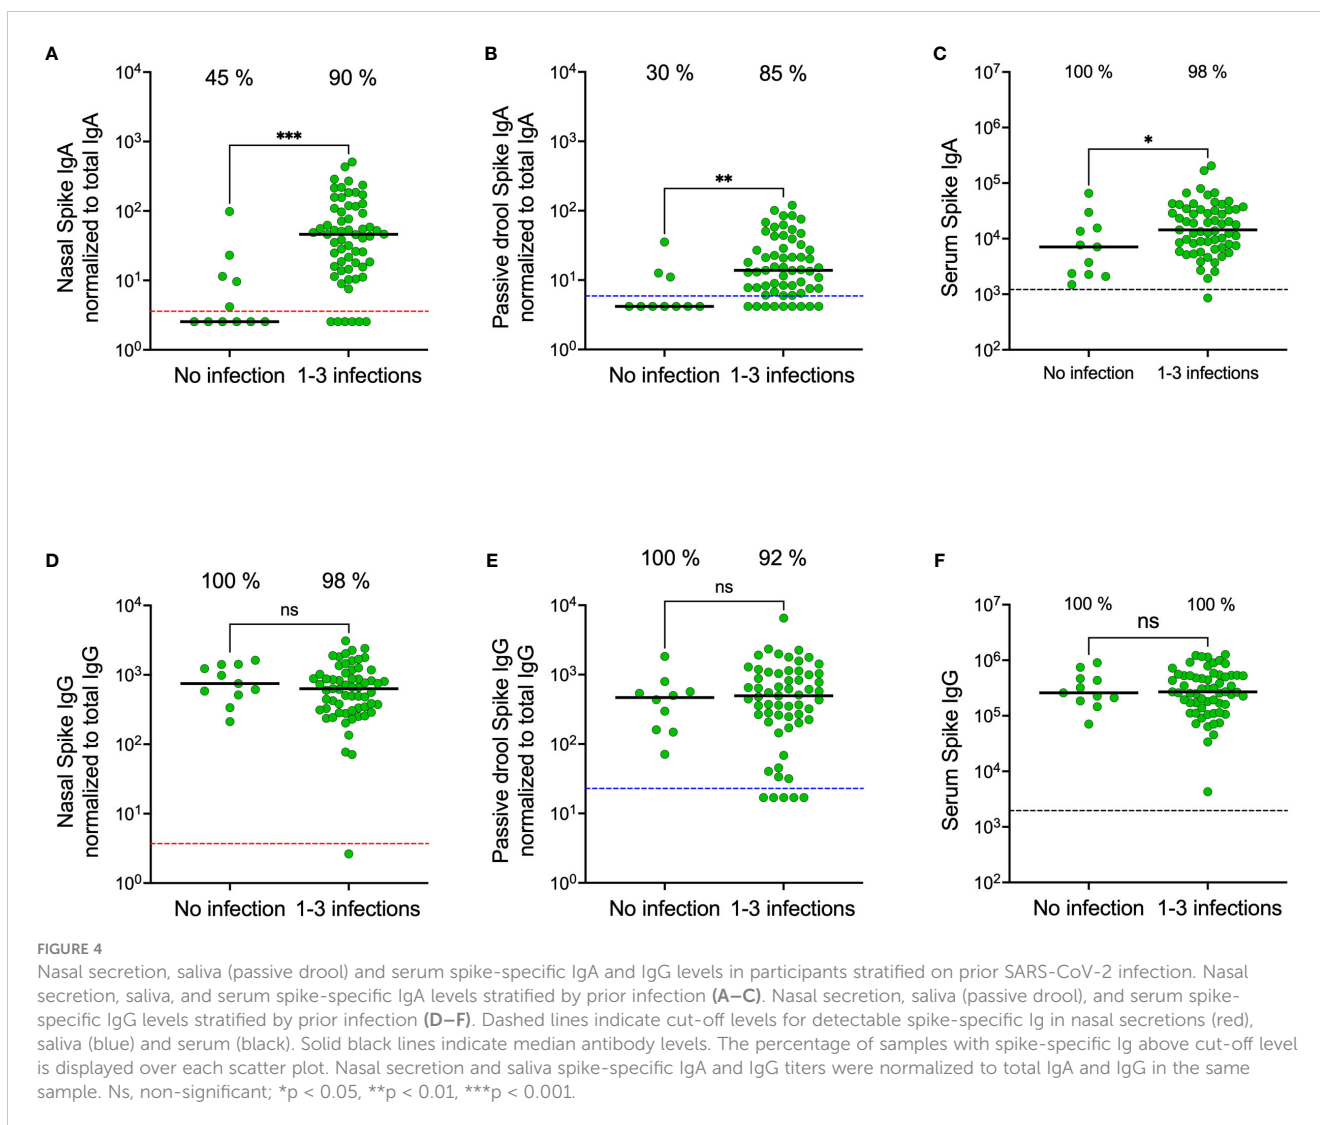 A
45 %
90 %
***
Nasal Spike IgA
normalized to total IgA
10⁴
10³
10²
10¹
10⁰
No infection
1-3 infections
B
30 %
85 %
**
Passive drool Spike IgA
normalized to total IgA
10⁴
10³
10²
10¹
10⁰
No infection
1-3 infections
C
100 %
98 %
*
Serum Spike IgA
10⁷
10⁶
10⁵
10⁴
10³
10²
No infection
1-3 infections
D
100 %
98 %
ns
Nasal Spike IgG
normalized to total IgG
10⁴
10³
10²
10¹
10⁰
No infection
1-3 infections
E
100 %
92 %
ns
Passive drool Spike IgG
normalized to total IgG
10⁴
10³
10²
10¹
10⁰
No infection
1-3 infections
F
100 %
100 %
ns
Serum Spike IgG
10⁷
10⁶
10⁵
10⁴
10³
10²
No infection
1-3 infections
FIGURE 4
Nasal secretion, saliva (passive drool) and serum spike-specific IgA and IgG levels in participants stratified on prior SARS-CoV-2 infection. Nasal
secretion, saliva, and serum spike-specific IgA levels stratified by prior infection (A–C). Nasal secretion, saliva (passive drool), and serum spike-
specific IgG levels stratified by prior infection (D–F). Dashed lines indicate cut-off levels for detectable spike-specific Ig in nasal secretions (red),
saliva (blue) and serum (black). Solid black lines indicate median antibody levels. The percentage of samples with spike-specific Ig above cut-off level
is displayed over each scatter plot. Nasal secretion and saliva spike-specific IgA and IgG titers were normalized to total IgA and IgG in the same
sample. Ns, non-significant; *p < 0.05, **p < 0.01, ***p < 0.001.